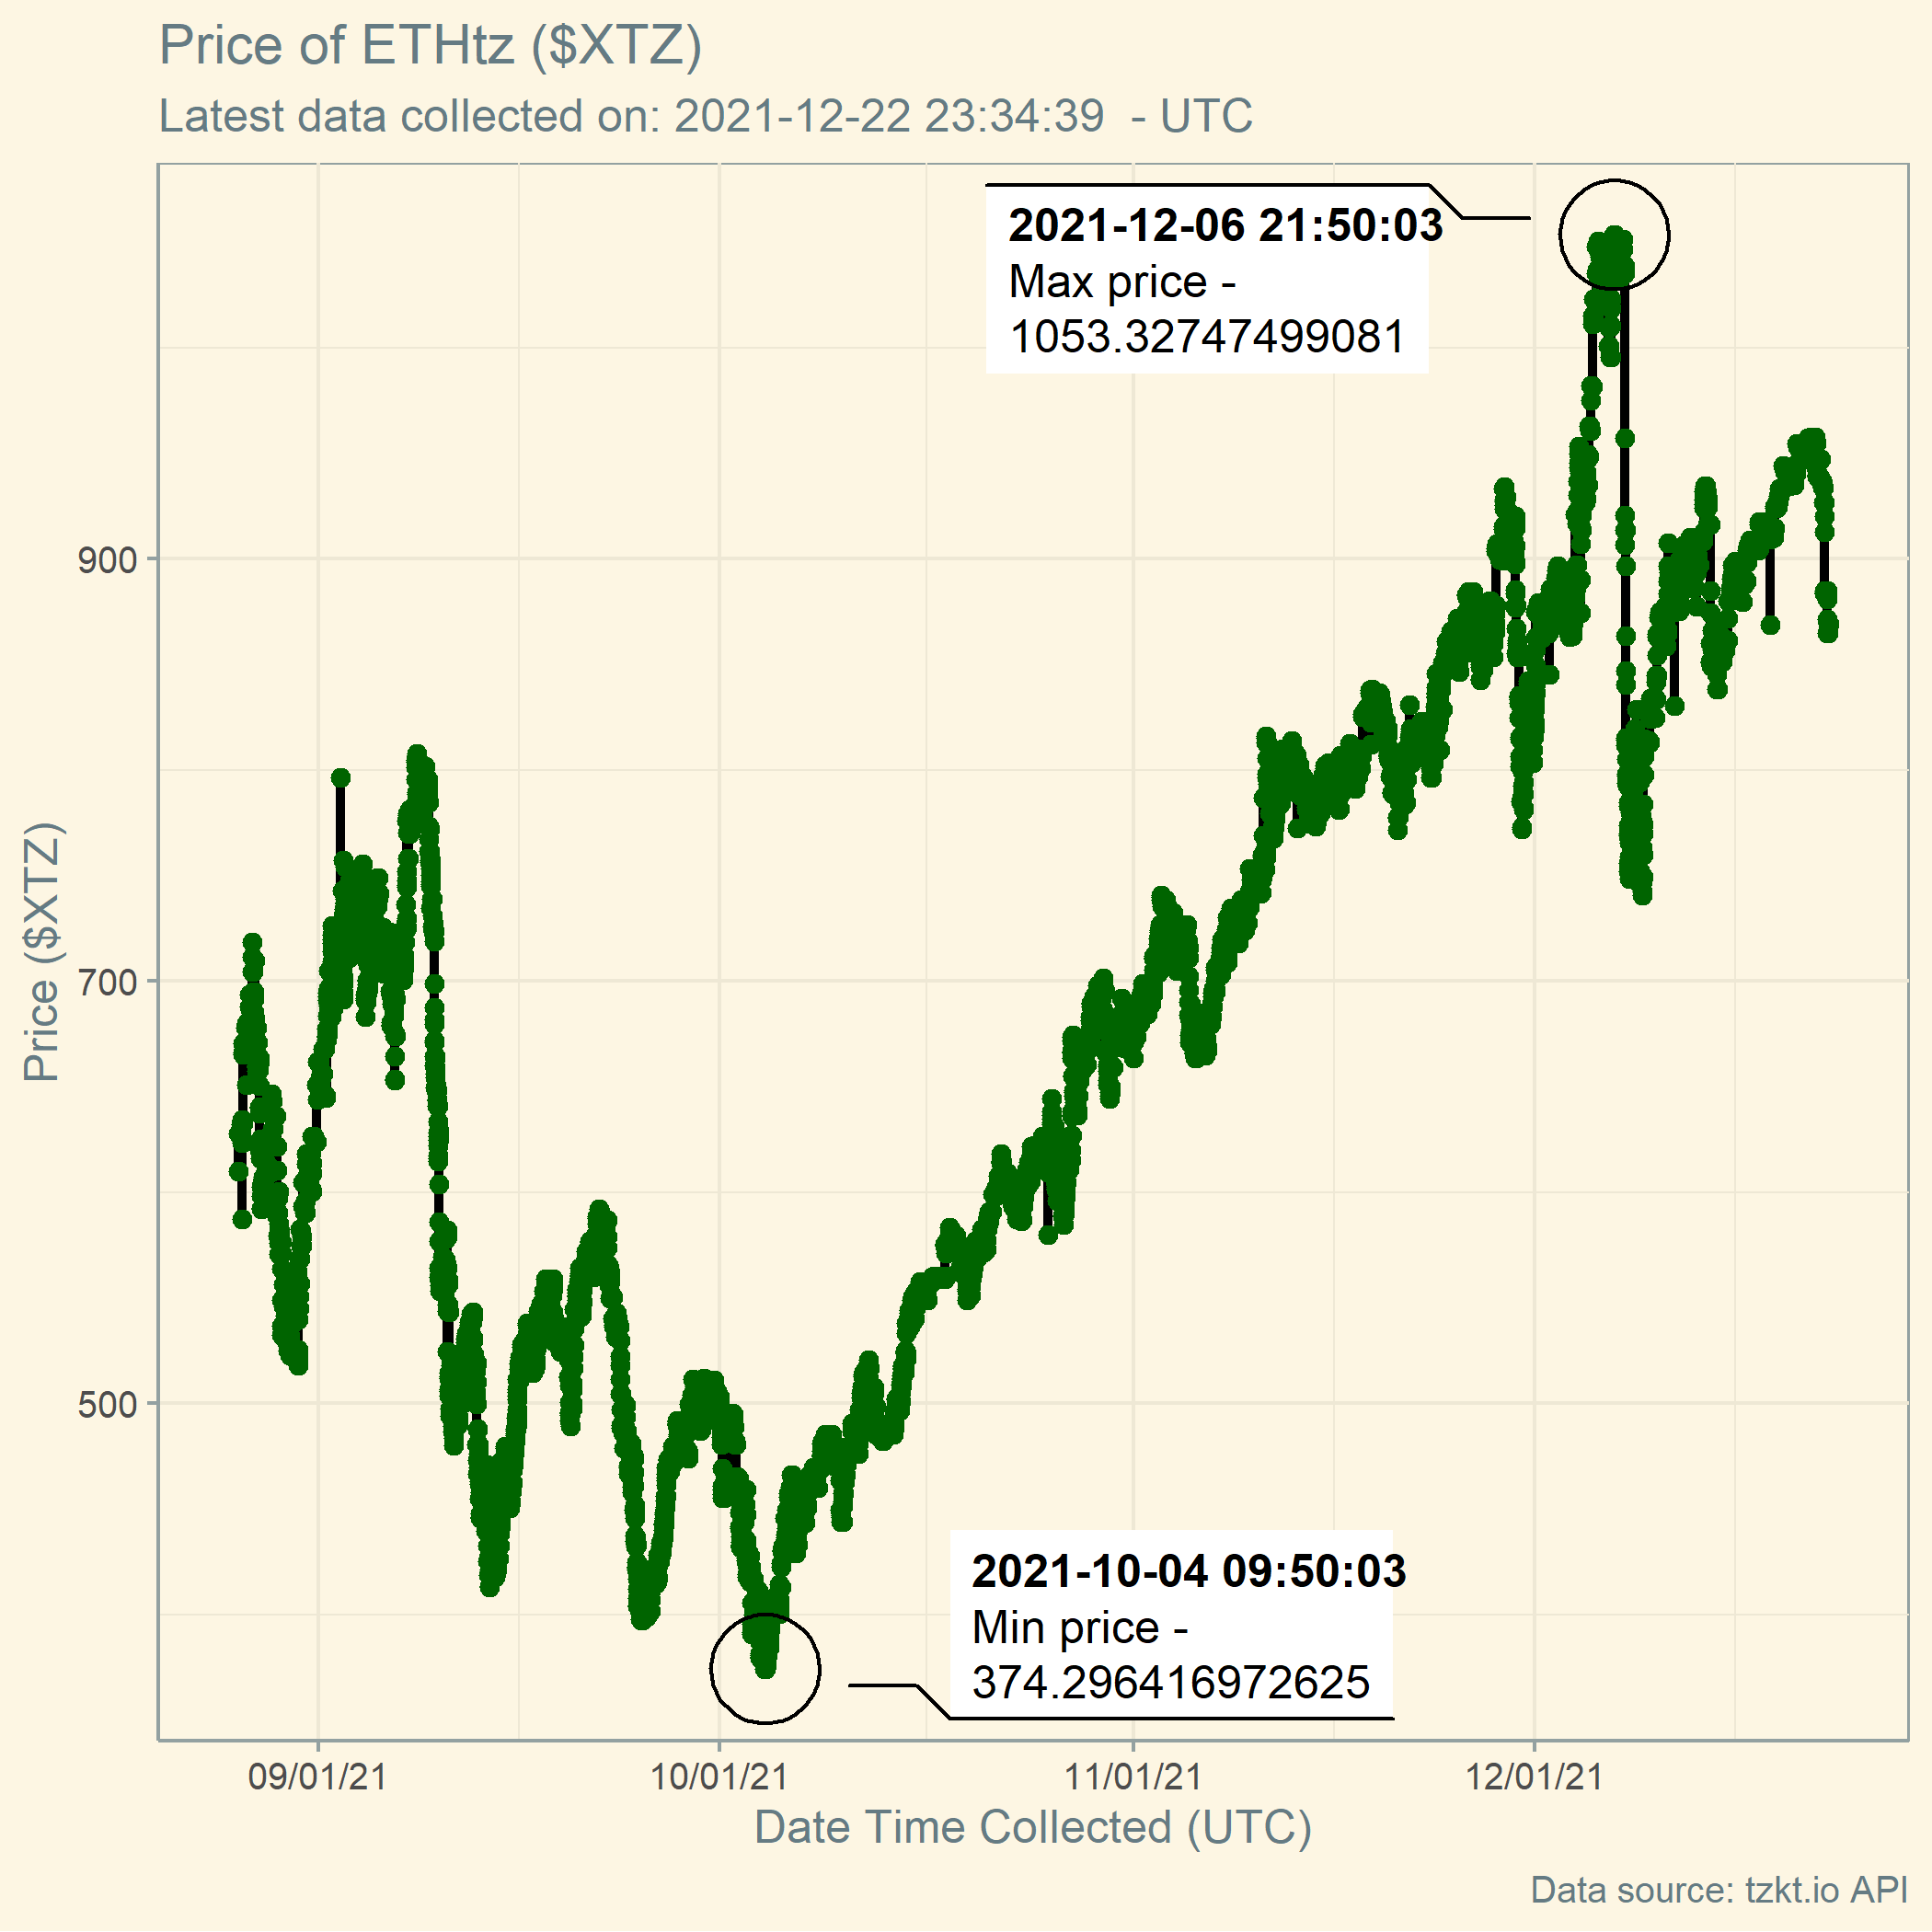 Price of ETHtz ($XTZ)
Latest data collected on: 2021-12-22 23:34:39  - UTC
2021-12-06 21:50:03
Max price -
1053.32747499081
900
700
500
Price ($XTZ)
2021-10-04 09:50:03
Min price -
374.296416972625
09/01/21
10/01/21
11/01/21
12/01/21
Date Time Collected (UTC)
Data source: tzkt.io API